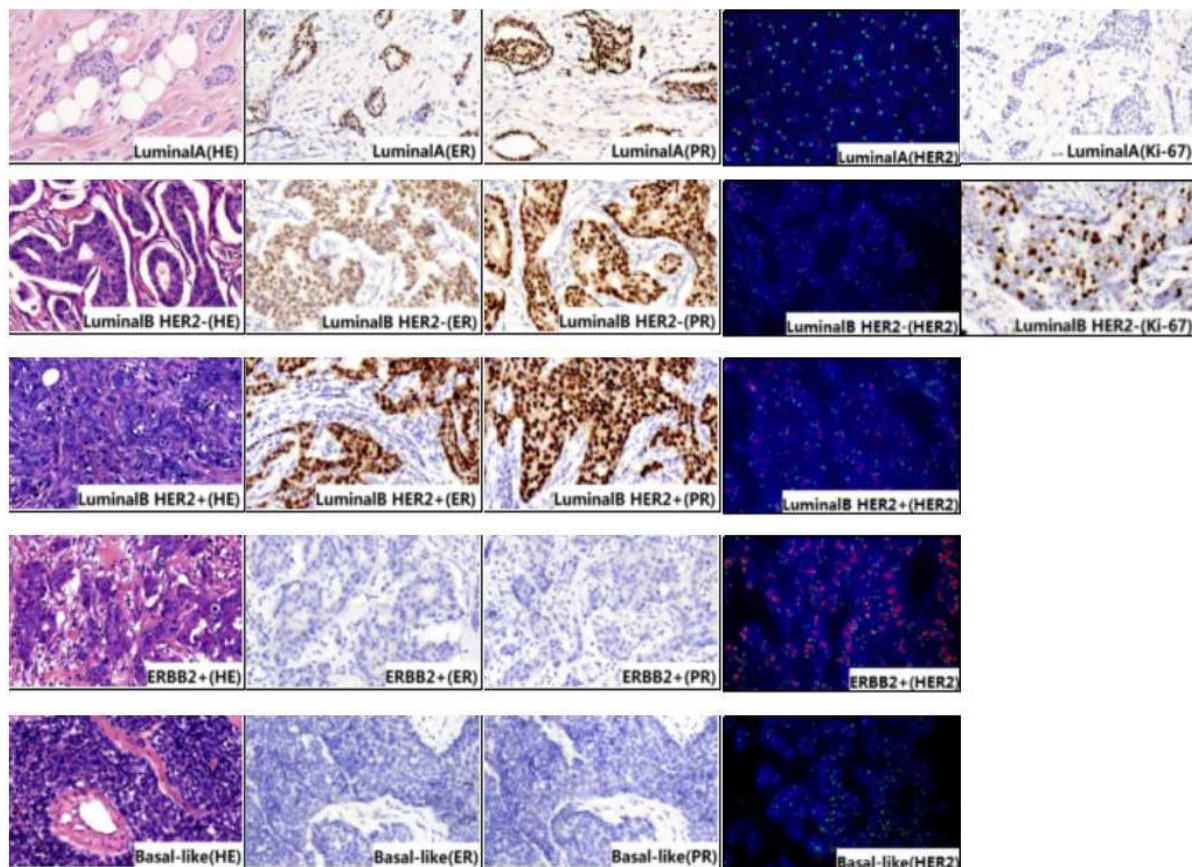 LuminalA(HE)
LuminalA(ER)
LuminalA(PR)
LuminalA(HER2)
LuminalA(Ki-67)
LuminalB HER2-(HE)
LuminalB HER2-(ER)
LuminalB HER2-(PR)
LuminalB HER2-(HER2)
LuminalB HER2-(Ki-67)
LuminalB HER2+(HE)
LuminalB HER2+(ER)
LuminalB HER2+(PR)
LuminalB HER2+(HER2)
ERBB2+(HE)
ERBB2+(ER)
ERBB2+(PR)
ERBB2+(HER2)
Basal-like(HE)
Basal-like(ER)
Basal-like(PR)
Basal-like(HER2)